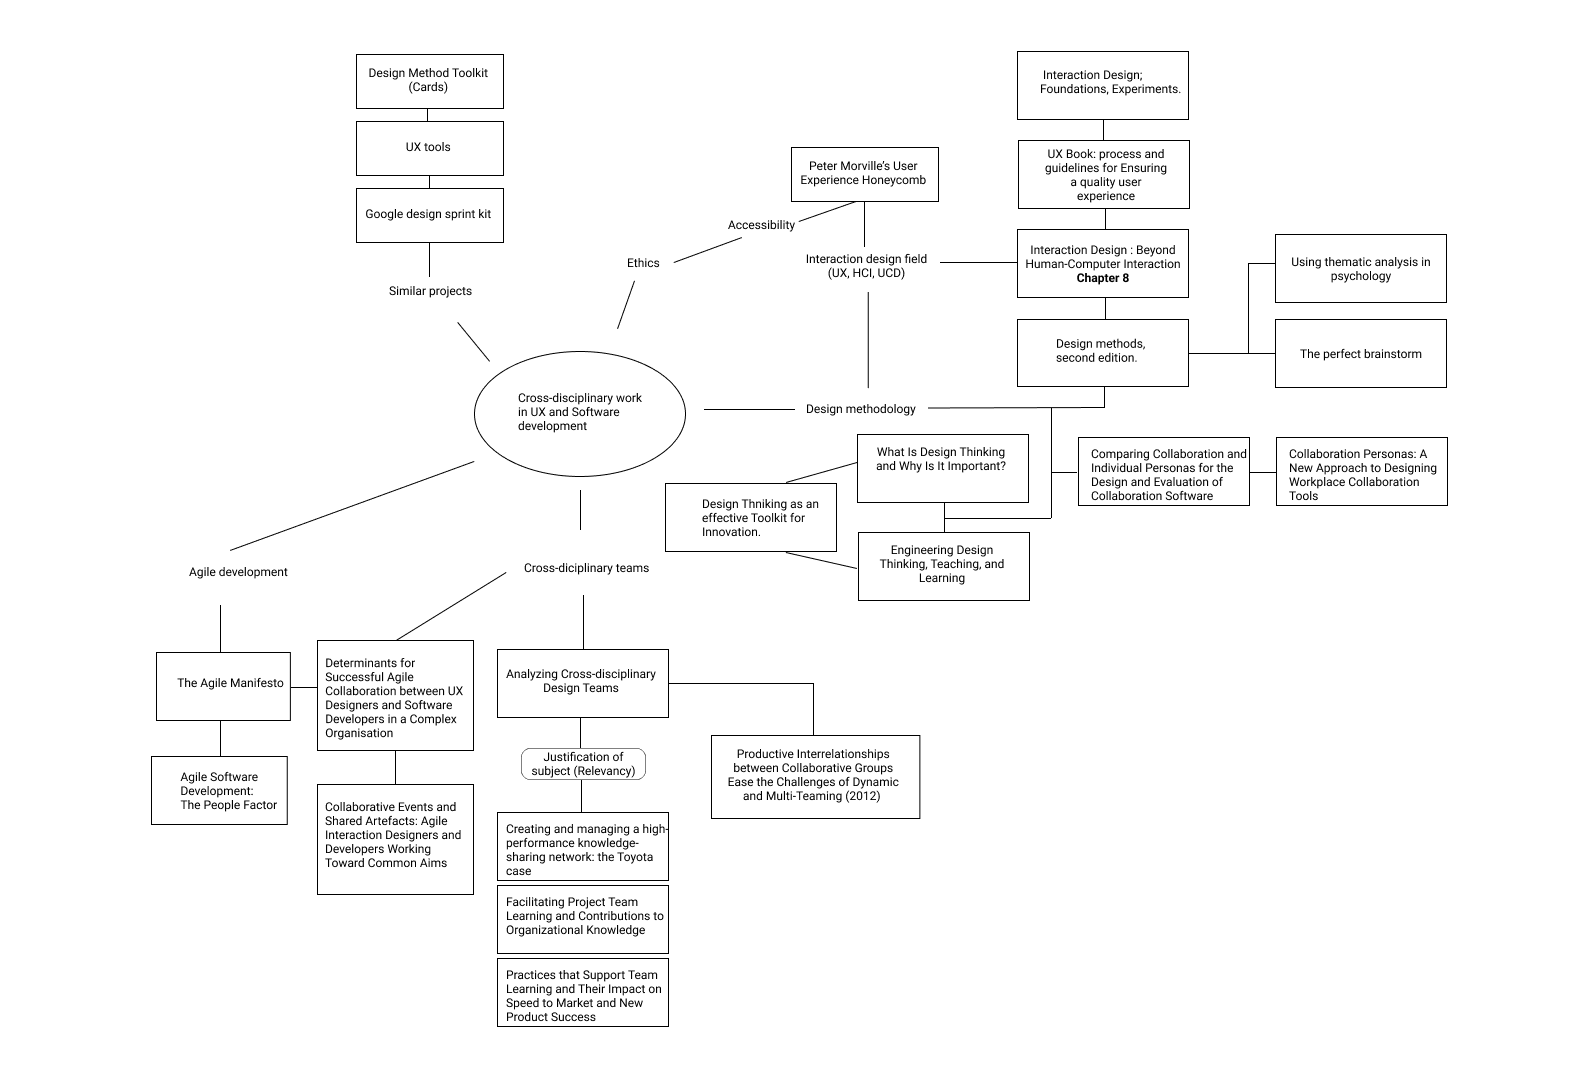 Design Method Toolkit
(Cards)
UX tools
Google design sprint kit
Similar projects
Interaction Design;
Foundations, Experiments.
UX Book: process and
guidelines for Ensuring
a quality user
experience
Peter Morville’s User
Experience Honeycomb
Accessibility
Ethics
Interaction design field
(UX, HCI, UCD)
Interaction Design : Beyond
Human-Computer Interaction
Chapter 8
Using thematic analysis in
psychology
Design methods,
second edition.
The perfect brainstorm
Cross-disciplinary work
in UX and Software
development
Design methodology
What Is Design Thinking
and Why Is It Important?
Comparing Collaboration and
Individual Personas for the
Design and Evaluation of
Collaboration Software
Collaboration Personas: A
New Approach to Designing
Workplace Collaboration
Tools
Design Thniking as an
effective Toolkit for
Innovation.
Engineering Design
Thinking, Teaching, and
Learning
Agile development
Cross-diciplinary teams
The Agile Manifesto
Determinants for
Successful Agile
Collaboration between UX
Designers and Software
Developers in a Complex
Organisation
Analyzing Cross-disciplinary
Design Teams
Justification of
subject (Relevancy)
Productive Interrelationships
between Collaborative Groups
Ease the Challenges of Dynamic
and Multi-Teaming (2012)
Agile Software
Development:
The People Factor
Collaborative Events and
Shared Artefacts: Agile
Interaction Designers and
Developers Working
Toward Common Aims
Creating and managing a high-
performance knowledge-
sharing network: the Toyota
case
Facilitating Project Team
Learning and Contributions to
Organizational Knowledge
Practices that Support Team
Learning and Their Impact on
Speed to Market and New
Product Success